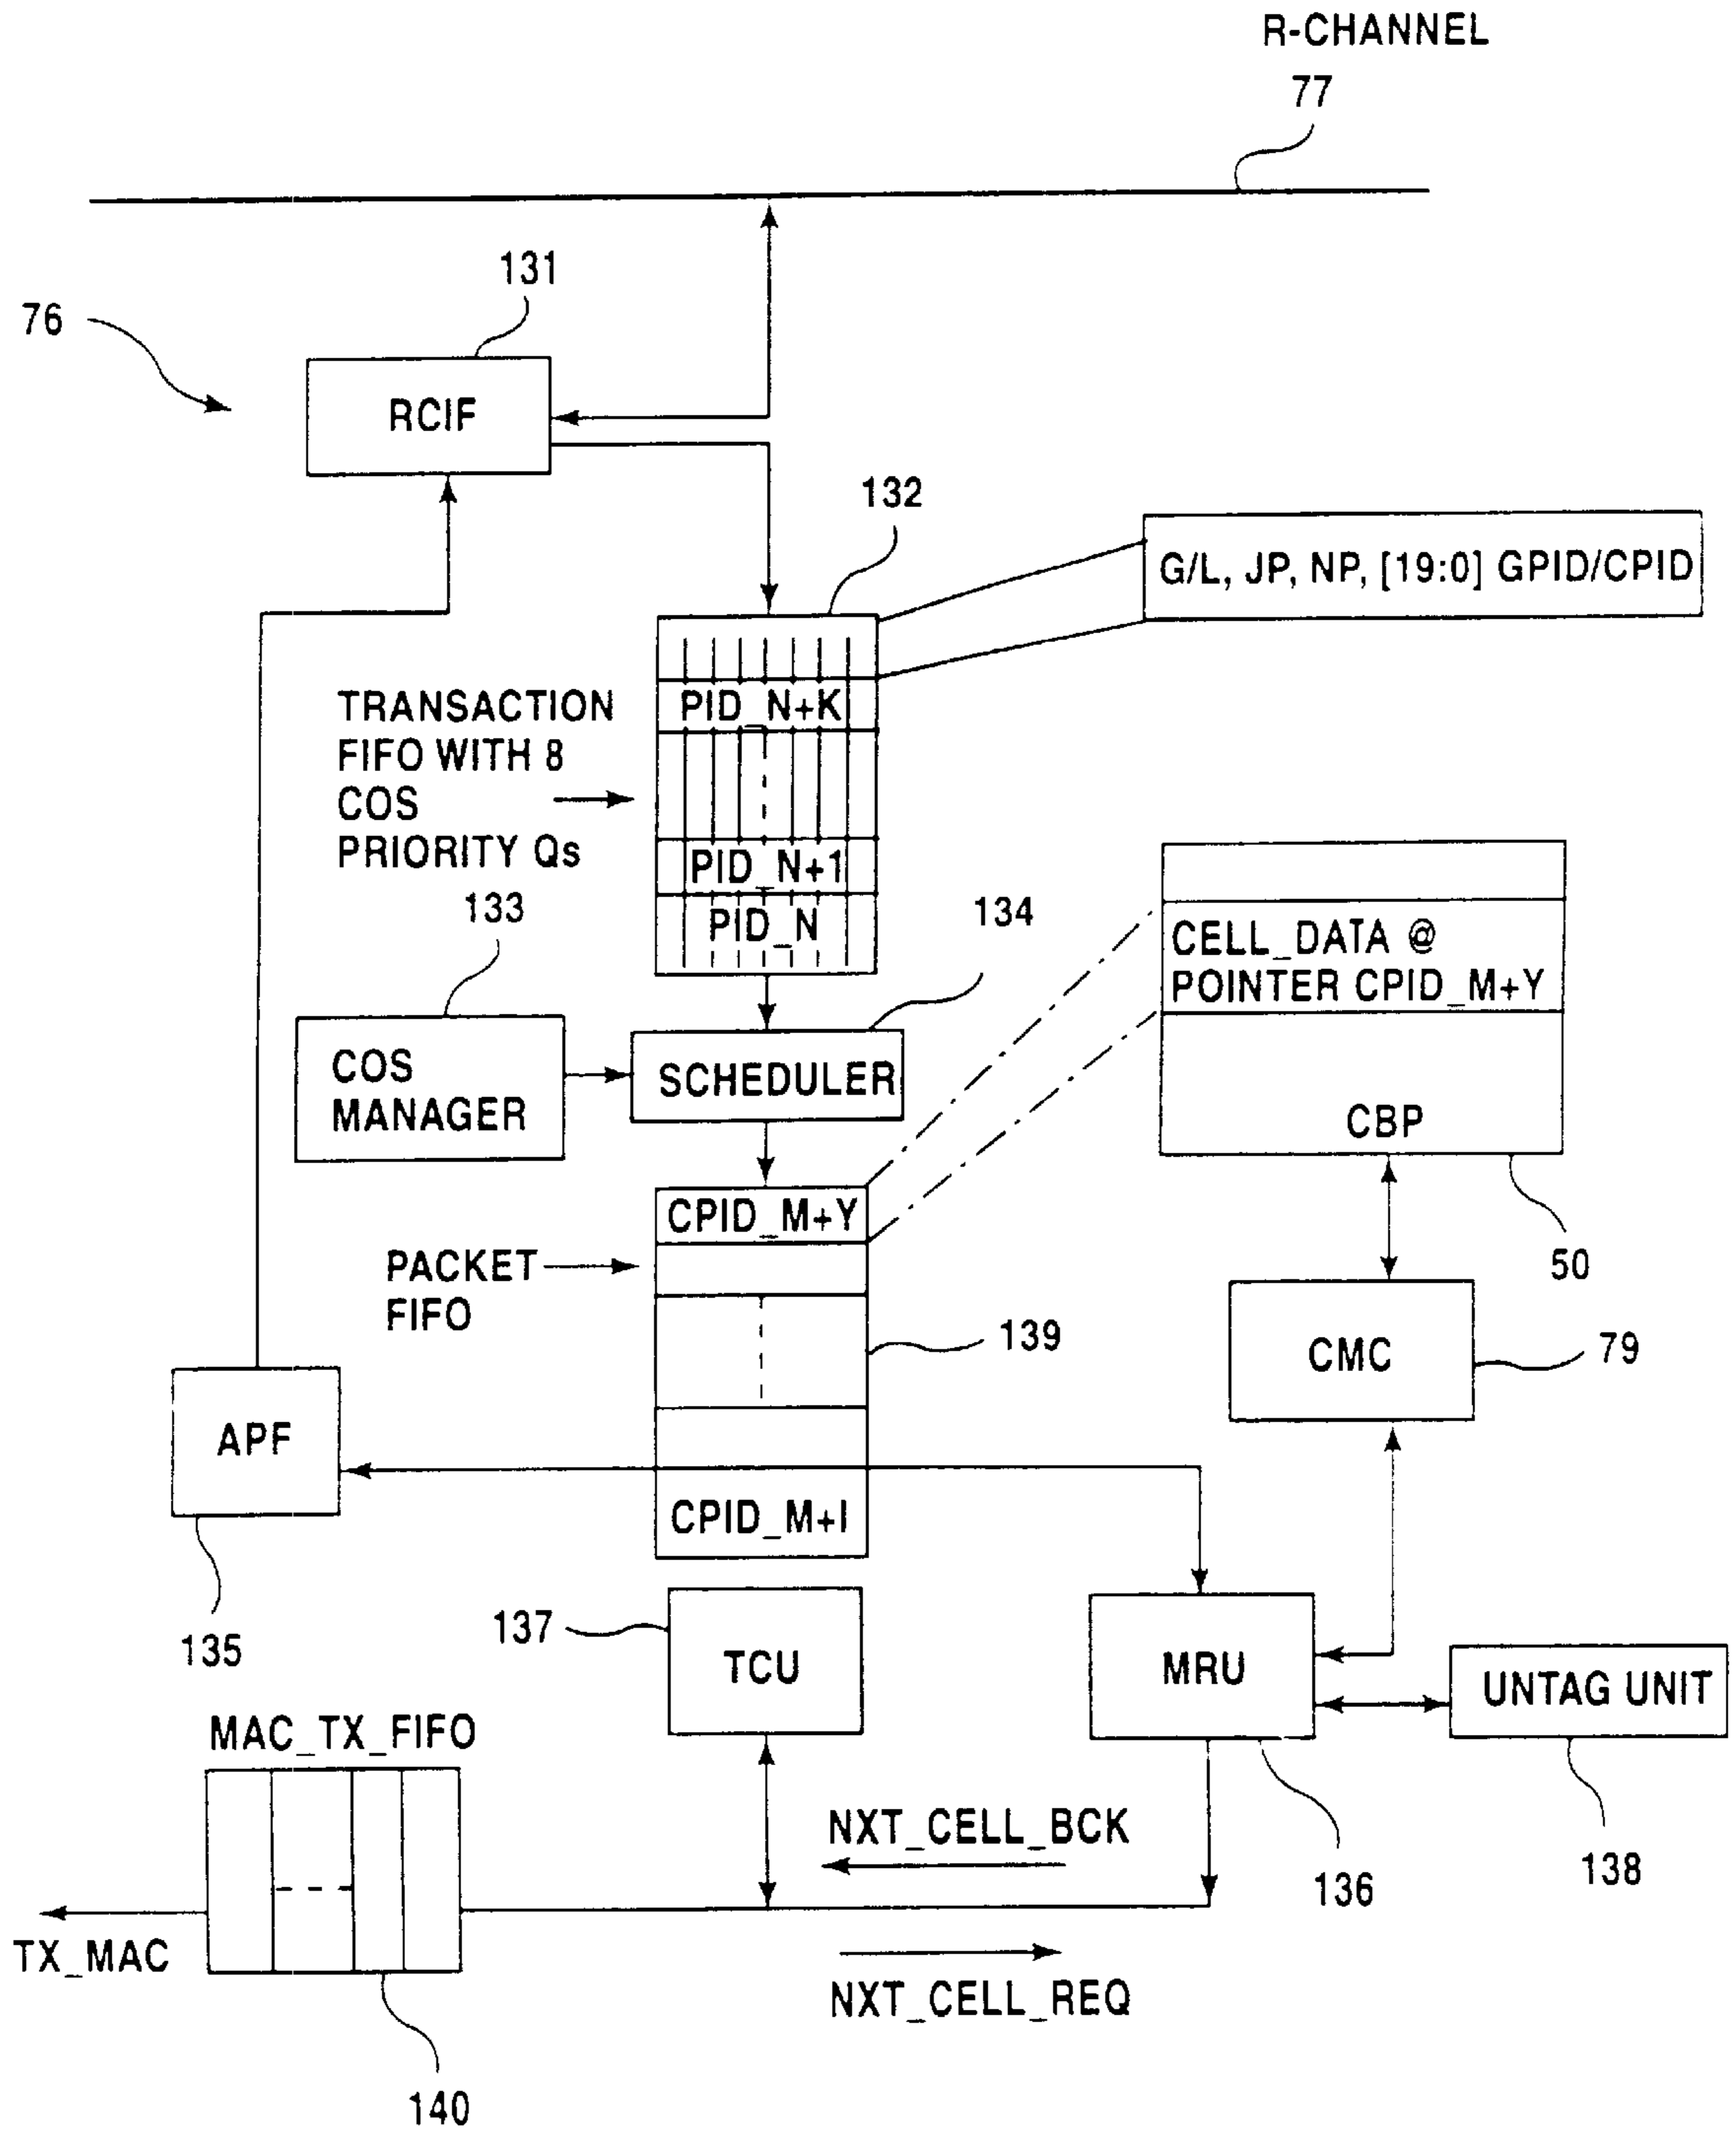 R-CHANNEL
77
131
76
RCIF
132
G/L, JP, NP, [19:0] GPID/CPID
TRANSACTION
FIFO WITH 8
COS
PRIORITY Qs
PID_N+K
PID_N+1
PID_N
133
134
CELL_DATA @
POINTER CPID_M+Y
CBP
COS
MANAGER
SCHEDULER
50
CPID_M+Y
PACKET
FIFO
139
CMC
79
APF
CPID_M+I
135
137
TCU
MRU
UNTAG UNIT
MAC_TX_FIFO
NXT_CELL_BCK
136
138
TX_MAC
NXT_CELL_REQ
140